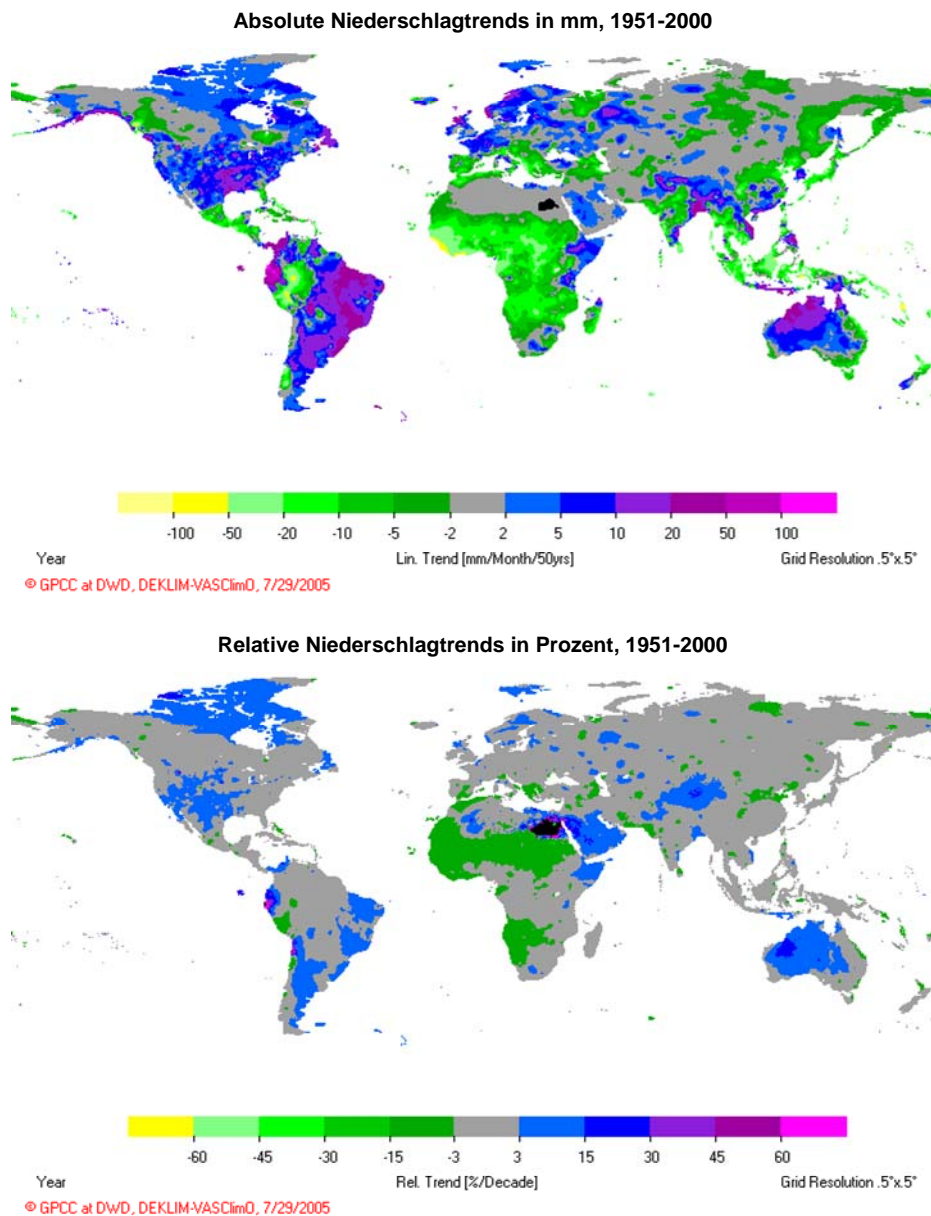 Absolute Niederschlagtrends in mm, 1951-2000
-100 -50 -20 -10 -5 -2 2 5 10 20 50 100
Year Lin. Trend [mm/Month/50yrs] Grid Resolution .5°x.5°
© GPCC at DWD, DEKLIM-VASClimO, 7/29/2005
Relative Niederschlagtrends in Prozent, 1951-2000
-60 -45 -30 -15 -3 3 15 30 45 60
Year Rel. Trend [%/Decade] Grid Resolution .5°x.5°
© GPCC at DWD, DEKLIM-VASClimO, 7/29/2005